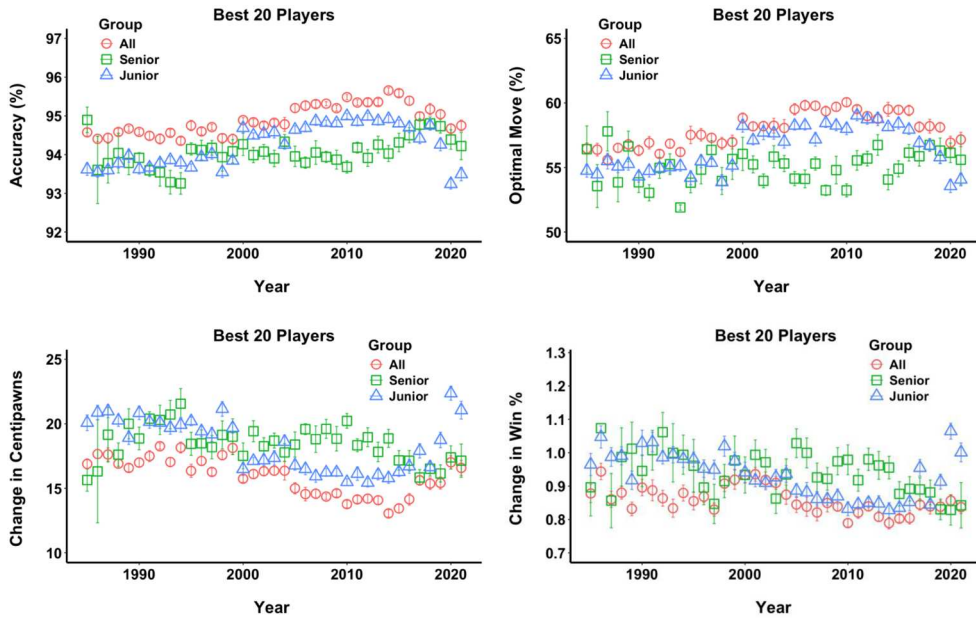 Best 20 Players
Group
All
Senior
Junior
Accuracy (%)
97
96
95
94
93
92
1990
2000
2010
2020
Year
Best 20 Players
Group
All
Senior
Junior
Optimal Move (%)
65
60
55
50
1990
2000
2010
2020
Year
Best 20 Players
Group
All
Senior
Junior
Change in Centipawns
25
20
15
10
1990
2000
2010
2020
Year
Best 20 Players
Group
All
Senior
Junior
Change in Win %
1.3
1.2
1.1
1.0
0.9
0.8
0.7
1990
2000
2010
2020
Year